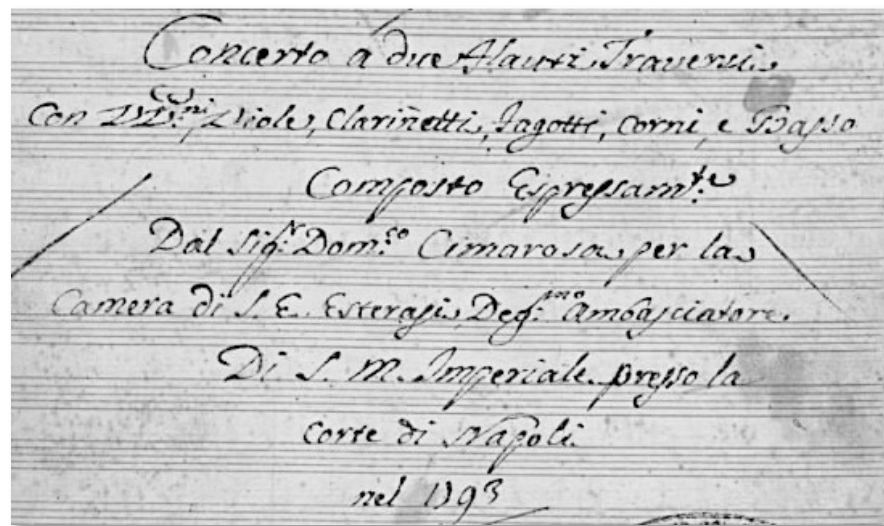 Concerto a due Flauti Traversi
Con VV.ni, Viole, Clarinetti, Fagotti, Corni, e Basso
Composto Espressam.te
Dal Sig.r Dom.co Cimarosa per la
Camera di S. E. Esterasi Deg.mo Ambasciatore
Di S. M. Imperiale presso la
Corte di Napoli
nel 1793